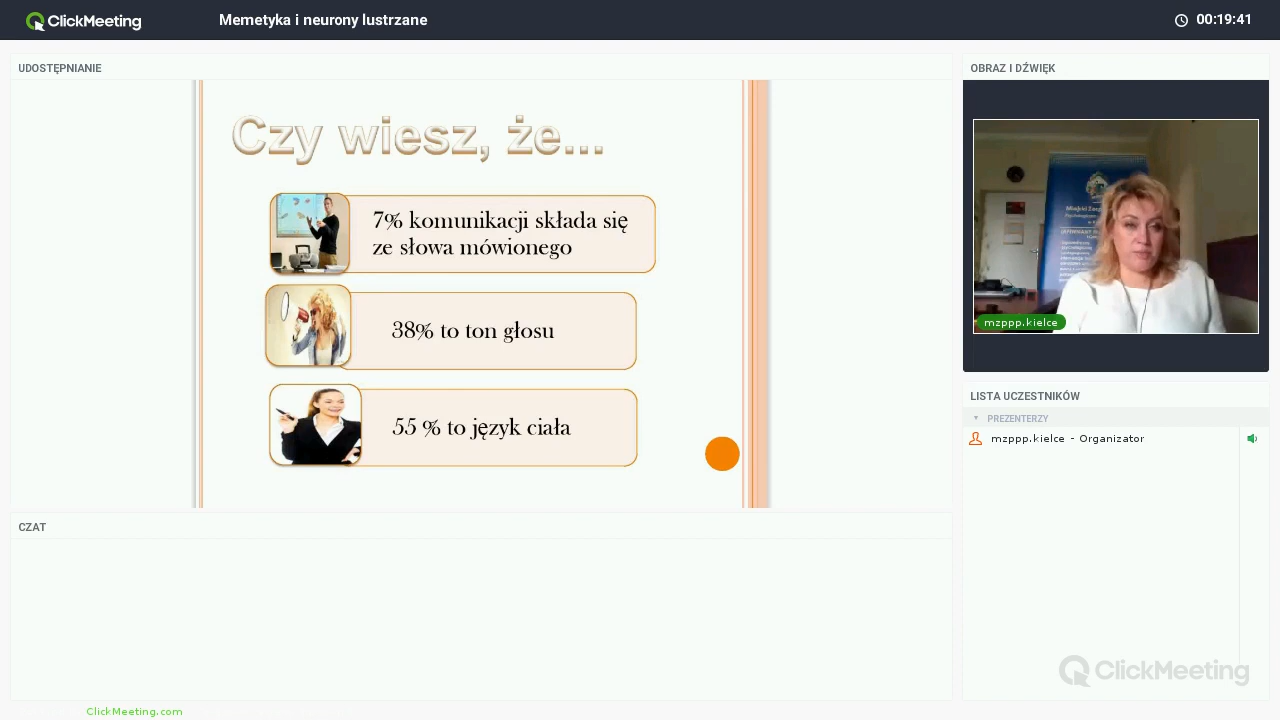 ClickMeeting
Memetyka i neurony lustrzane
00:19:41
UDOSTĘPNIANIE
Czy wiesz, że...
7% komunikacji składa się
ze słowa mówionego
38% to ton głosu
55 % to język ciała
OBRAZ I DŹWIĘK
Miejski
mzppp.kielce
LISTA UCZESTNIKÓW
PREZENTERZY
mzppp.kielce - Organizator
CZAT
ClickMeeting
ClickMeeting.com